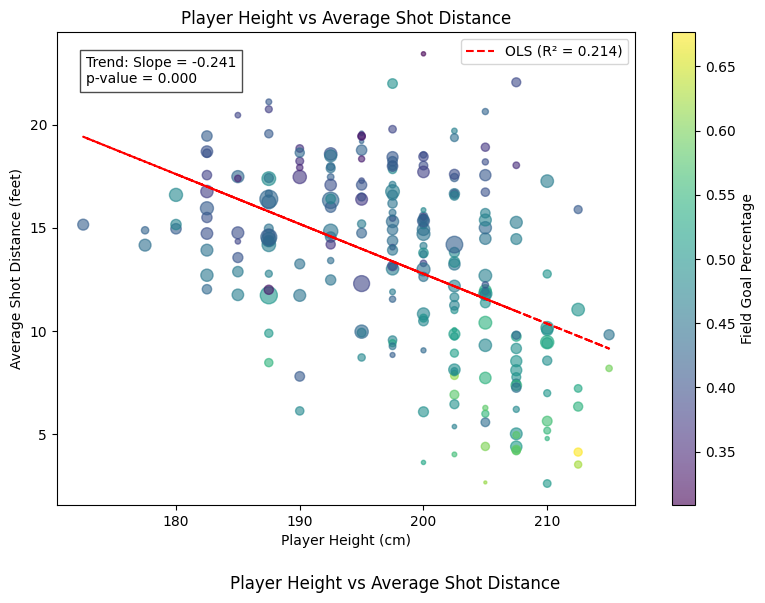 Player Height vs Average Shot Distance
Trend: Slope = -0.241
p-value = 0.000
OLS (R² = 0.214)
Average Shot Distance (feet)
20
15
10
5
180
190
200
210
Player Height (cm)
0.65
0.60
0.55
0.50
0.45
0.40
0.35
Field Goal Percentage
Player Height vs Average Shot Distance